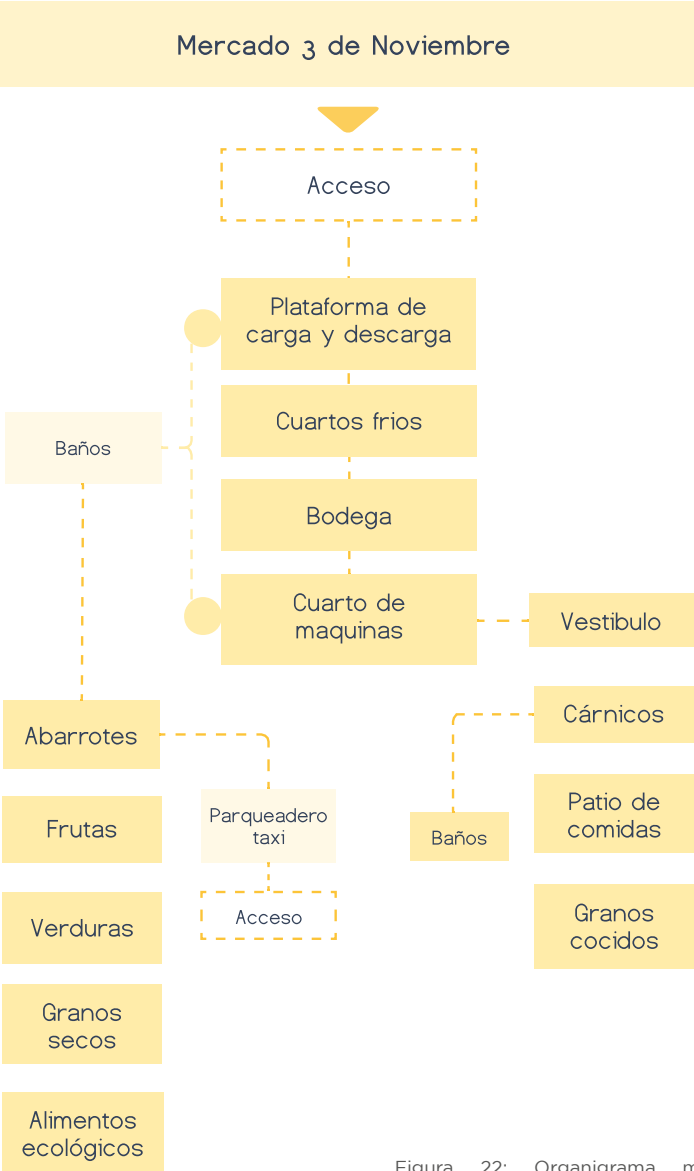 Mercado 3 de Noviembre
Acceso
Plataforma de
carga y descarga
Cuartos frios
Baños
Bodega
Cuarto de
maquinas
Vestibulo
Abarrotes
Cárnicos
Frutas
Parqueadero
taxi
Patio de
comidas
Baños
Verduras
Acceso
Granos
cocidos
Granos
secos
Alimentos
ecológicos
Figura 22: Organigrama